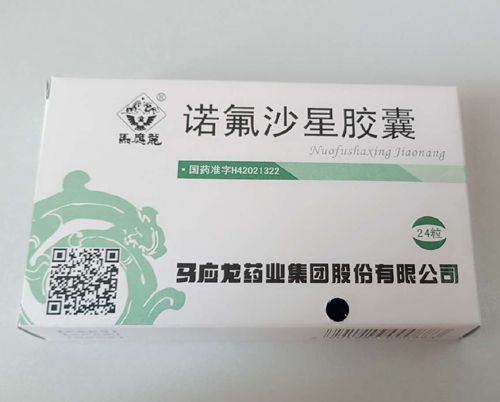 馬應龍
®
诺氟沙星胶囊
Nuofushaxing Jiaonang
·国药准字H42021322
24粒
马应龙药业集团股份有限公司